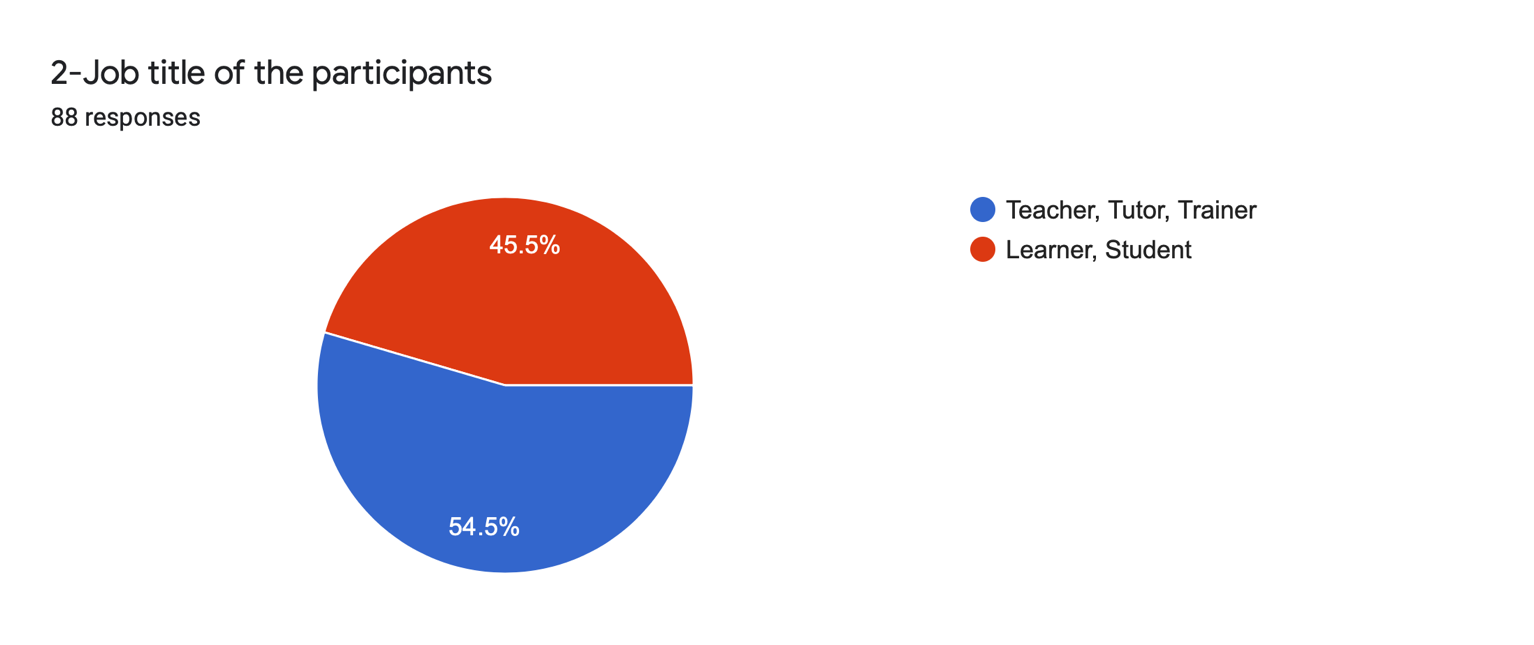 2-Job title of the participants
88 responses
45.5%
54.5%
Teacher, Tutor, Trainer
Learner, Student